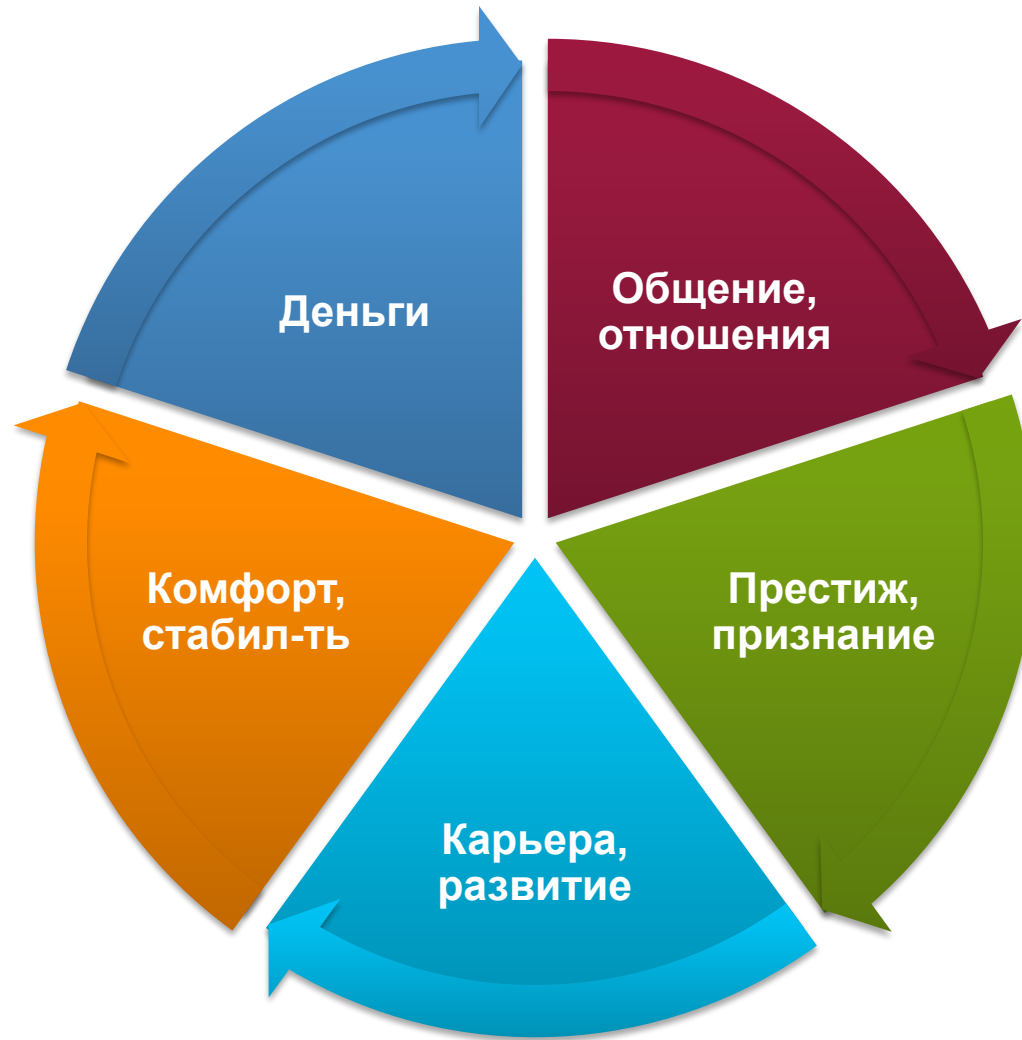 Деньги
Общение,
отношения
Престиж,
признание
Карьера,
развитие
Комфорт,
стабил-ть